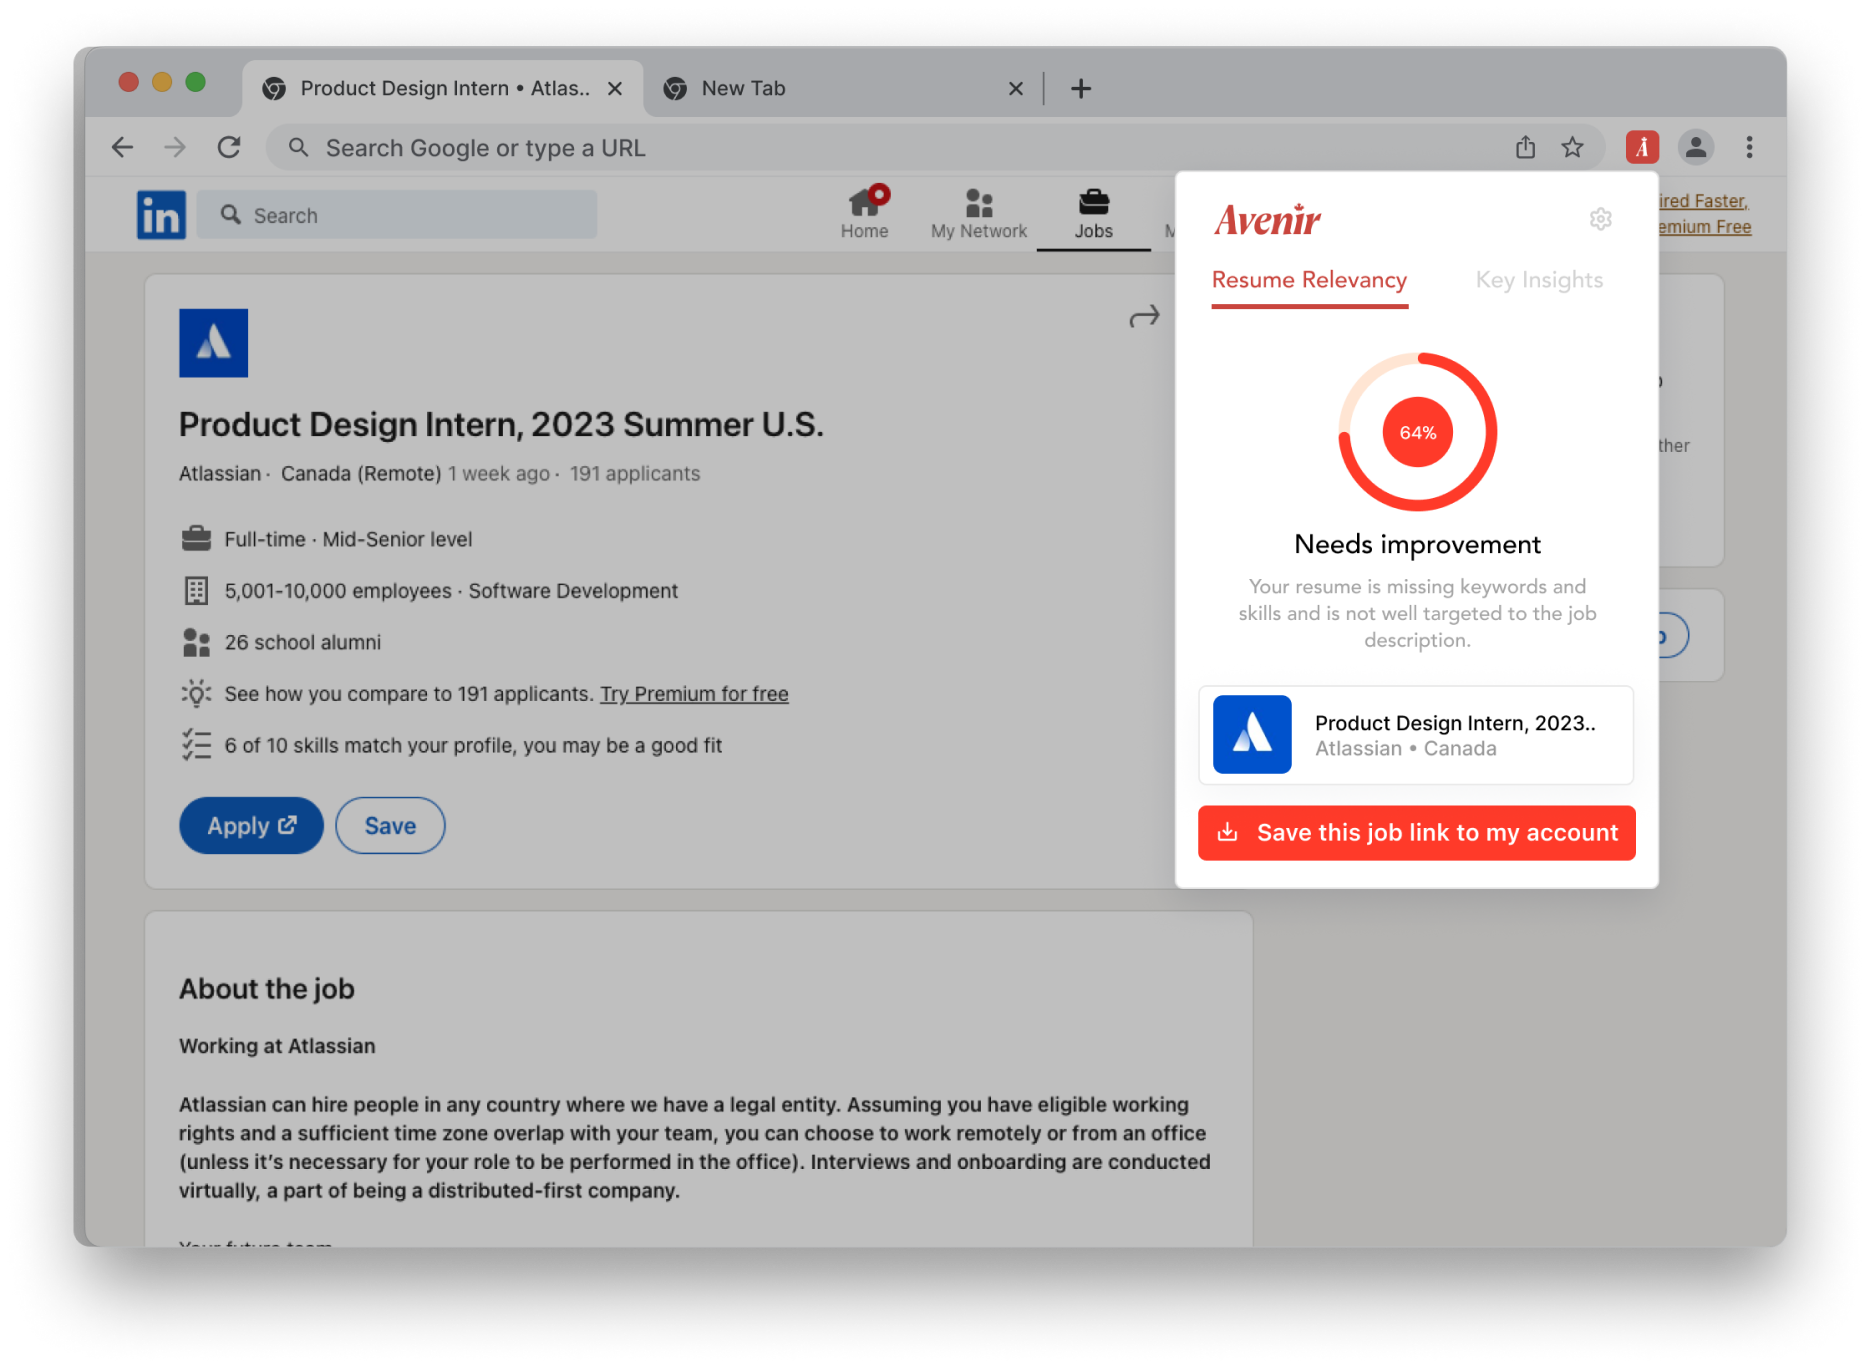 Product Design Intern • Atlas..
New Tab
Search Google or type a URL
in
Search
Home
My Network
Jobs
M
ired Faster,
emium Free
Avenir
Resume Relevancy
Key Insights
64%
Needs improvement
Your resume is missing keywords and
skills and is not well targeted to the job
description.
Product Design Intern, 2023..
Atlassian • Canada
Save this job link to my account
ther
Product Design Intern, 2023 Summer U.S.
Atlassian · Canada (Remote) 1 week ago · 191 applicants
Full-time · Mid-Senior level
5,001-10,000 employees · Software Development
26 school alumni
See how you compare to 191 applicants. Try Premium for free
6 of 10 skills match your profile, you may be a good fit
Apply
Save
About the job
Working at Atlassian
Atlassian can hire people in any country where we have a legal entity. Assuming you have eligible working
rights and a sufficient time zone overlap with your team, you can choose to work remotely or from an office
(unless it's necessary for your role to be performed in the office). Interviews and onboarding are conducted
virtually, a part of being a distributed-first company.
Your future team